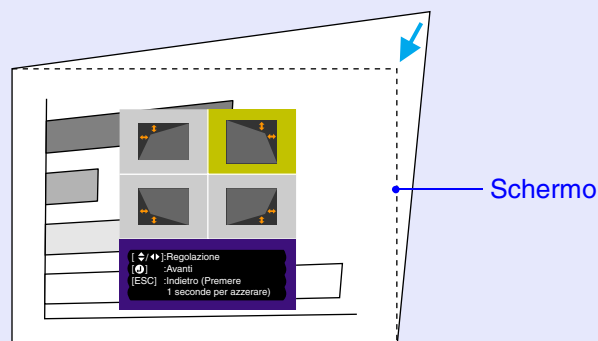 Schermo
[ ⬍/⬌]:Regolazione
[⏎] :Avanti
[ESC] :Indietro (Premere
1 seconde per azzerare)